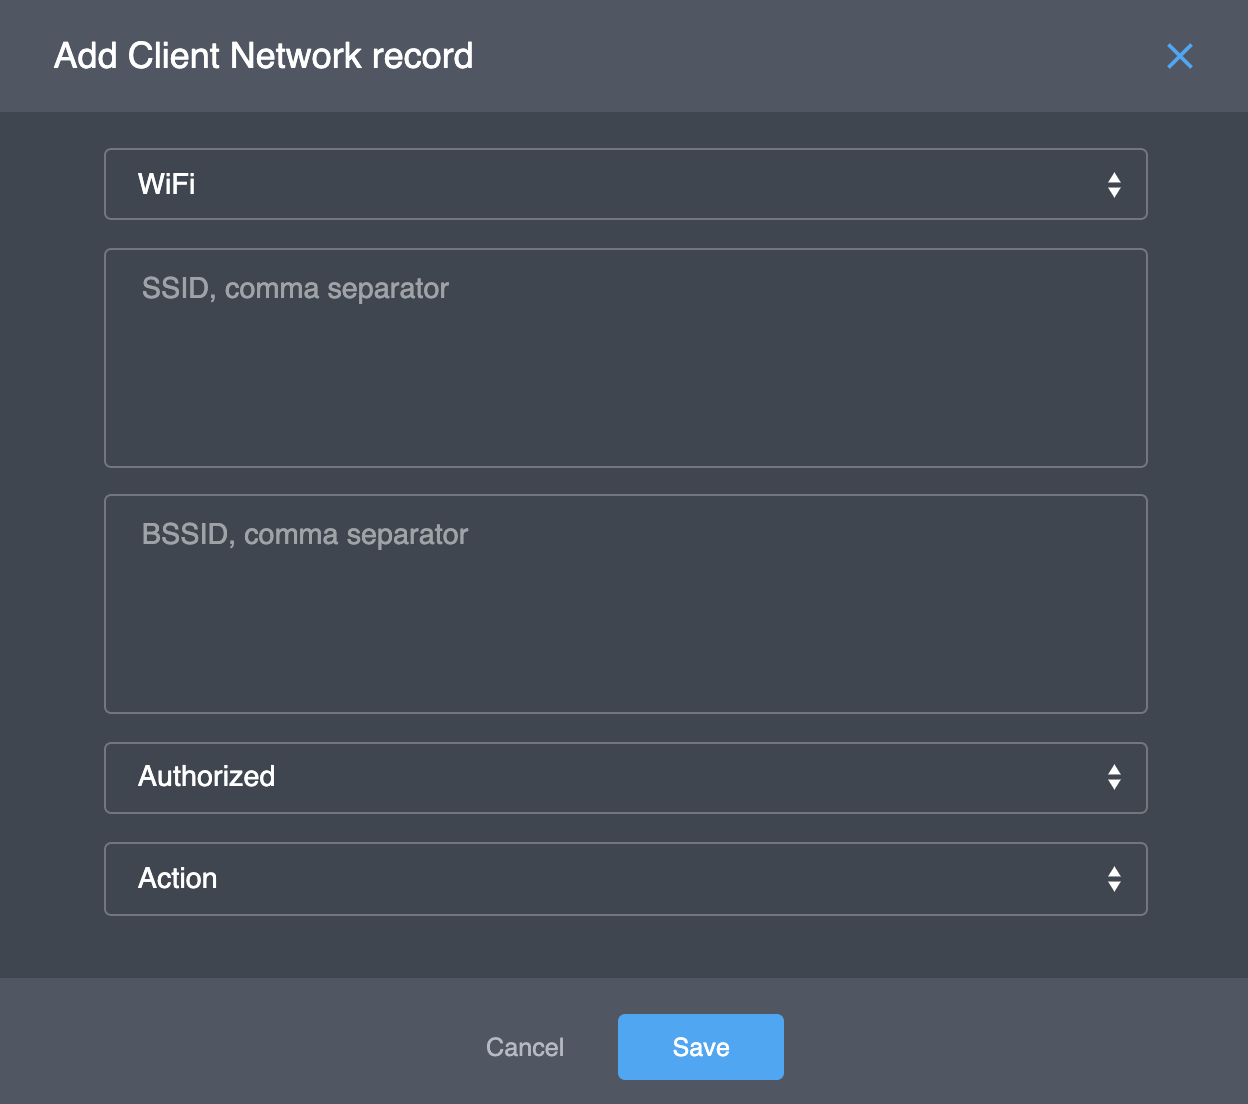 Add Client Network record
WiFi
SSID, comma separator
BSSID, comma separator
Authorized
Action
Cancel
Save